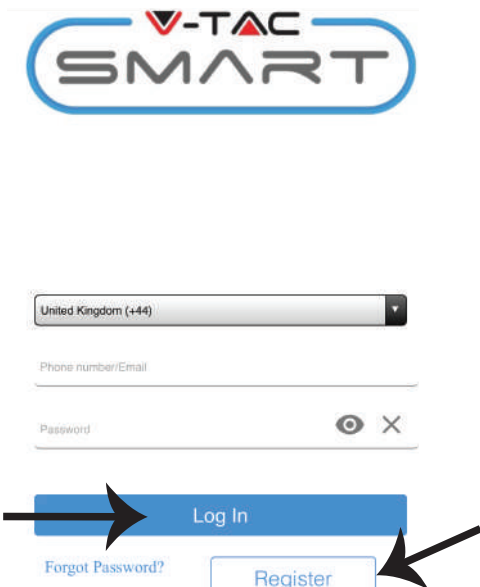 V-TAC
SMART
United Kingdom (+44)
Phone number/Email
Password
Log In
Forgot Password?
Register